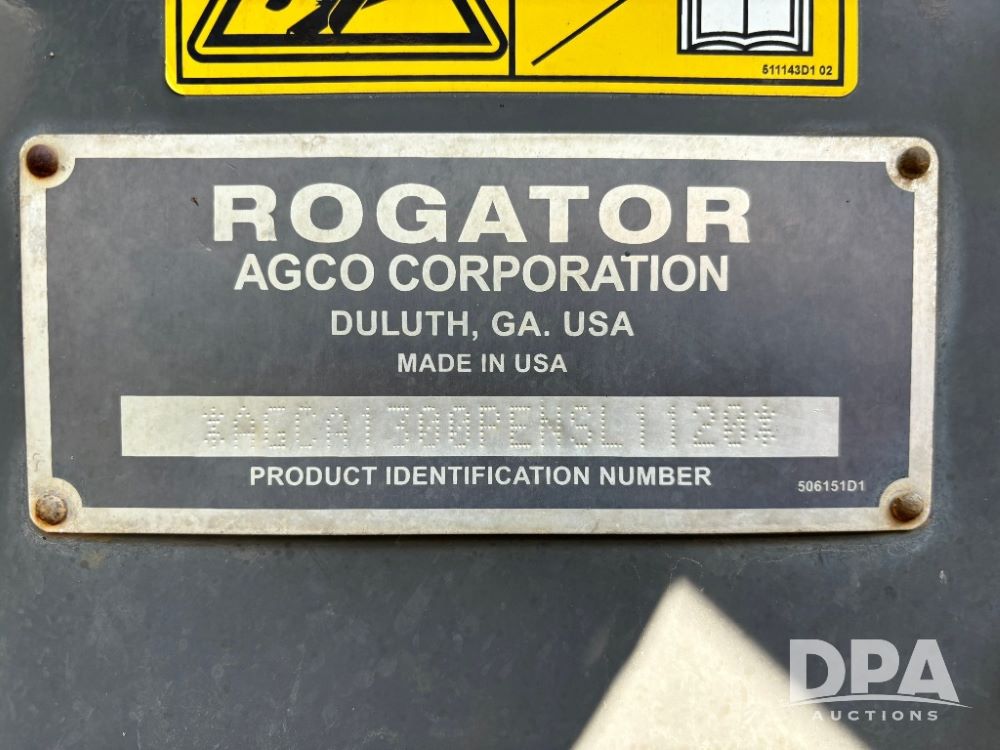 511143D1 02
ROGATOR
AGCO CORPORATION
DULUTH, GA. USA
MADE IN USA
*AGCA1300PENSL1120*
PRODUCT IDENTIFICATION NUMBER
506151D1
DPA
AUCTIONS